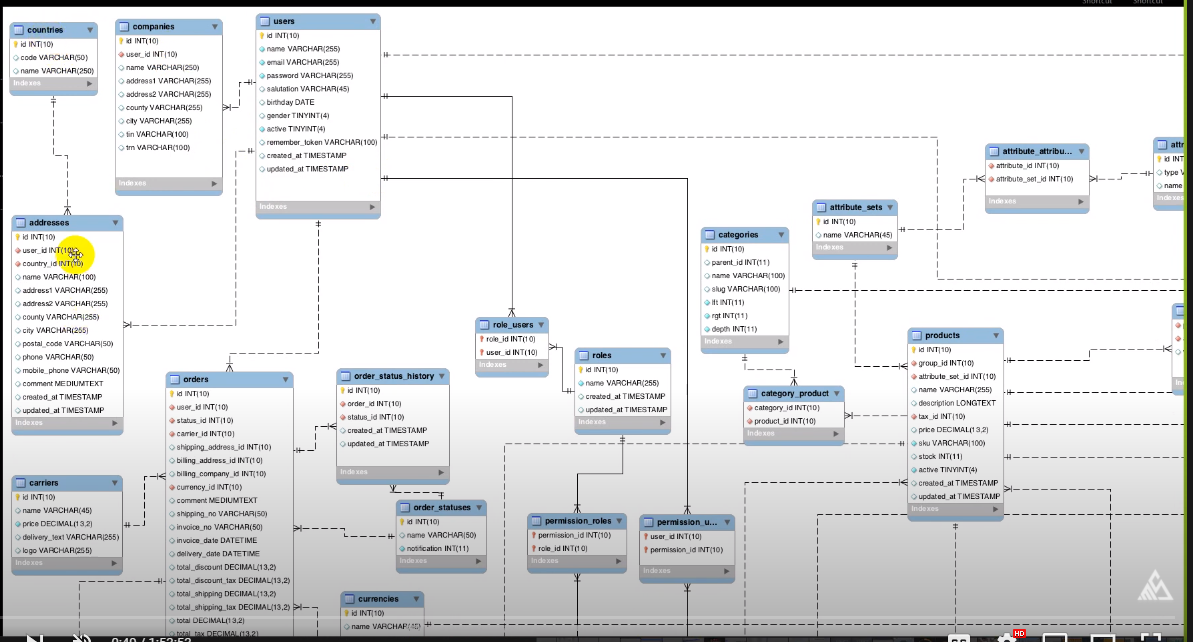 Shortcut
Shortcut
countries
id INT(10)
code VARCHAR(50)
name VARCHAR(250)
Indexes
companies
id INT(10)
user_id INT(10)
name VARCHAR(250)
address1 VARCHAR(255)
address2 VARCHAR(255)
county VARCHAR(255)
city VARCHAR(255)
tin VARCHAR(100)
trn VARCHAR(100)
Indexes
users
id INT(10)
name VARCHAR(255)
email VARCHAR(255)
password VARCHAR(255)
salutation VARCHAR(45)
birthday DATE
gender TINYINT(4)
active TINYINT(4)
remember_token VARCHAR(100)
created_at TIMESTAMP
updated_at TIMESTAMP
Indexes
attribute_attribu...
attribute_id INT(10)
attribute_set_id INT(10)
Indexes
attr
id INT
type V
name
Indexes
attribute_sets
id INT(10)
name VARCHAR(45)
Indexes
addresses
id INT(10)
user_id INT(10)
country_id INT(10)
name VARCHAR(100)
address1 VARCHAR(255)
address2 VARCHAR(255)
county VARCHAR(255)
city VARCHAR(255)
postal_code VARCHAR(50)
phone VARCHAR(50)
mobile_phone VARCHAR(50)
comment MEDIUMTEXT
created_at TIMESTAMP
updated_at TIMESTAMP
Indexes
categories
id INT(10)
parent_id INT(11)
name VARCHAR(100)
slug VARCHAR(100)
lft INT(11)
rgt INT(11)
depth INT(11)
Indexes
role_users
role_id INT(10)
user_id INT(10)
Indexes
roles
id INT(10)
name VARCHAR(255)
created_at TIMESTAMP
updated_at TIMESTAMP
Indexes
products
id INT(10)
group_id INT(10)
attribute_set_id INT(10)
name VARCHAR(255)
description LONGTEXT
tax_id INT(10)
price DECIMAL(13,2)
sku VARCHAR(100)
stock INT(11)
active TINYINT(4)
created_at TIMESTAMP
updated_at TIMESTAMP
Indexes
category_product
category_id INT(10)
product_id INT(10)
Indexes
orders
id INT(10)
user_id INT(10)
status_id INT(10)
carrier_id INT(10)
shipping_address_id INT(10)
billing_address_id INT(10)
billing_company_id INT(10)
currency_id INT(10)
comment MEDIUMTEXT
shipping_no VARCHAR(50)
invoice_no VARCHAR(50)
invoice_date DATETIME
delivery_date DATETIME
total_discount DECIMAL(13,2)
total_discount_tax DECIMAL(13,2)
total_shipping DECIMAL(13,2)
total_shipping_tax DECIMAL(13,2)
total DECIMAL(13,2)
total_tax DECIMAL(13,2)
order_status_history
id INT(10)
order_id INT(10)
status_id INT(10)
created_at TIMESTAMP
updated_at TIMESTAMP
Indexes
carriers
id INT(10)
name VARCHAR(45)
price DECIMAL(13,2)
delivery_text VARCHAR(255)
logo VARCHAR(255)
Indexes
order_statuses
id INT(10)
name VARCHAR(50)
notification INT(11)
Indexes
permission_roles
permission_id INT(10)
role_id INT(10)
Indexes
permission_u...
user_id INT(10)
permission_id INT(10)
Indexes
currencies
id INT(10)
name VARCHAR(45)
0:49 / 1:52:52
CC
HD